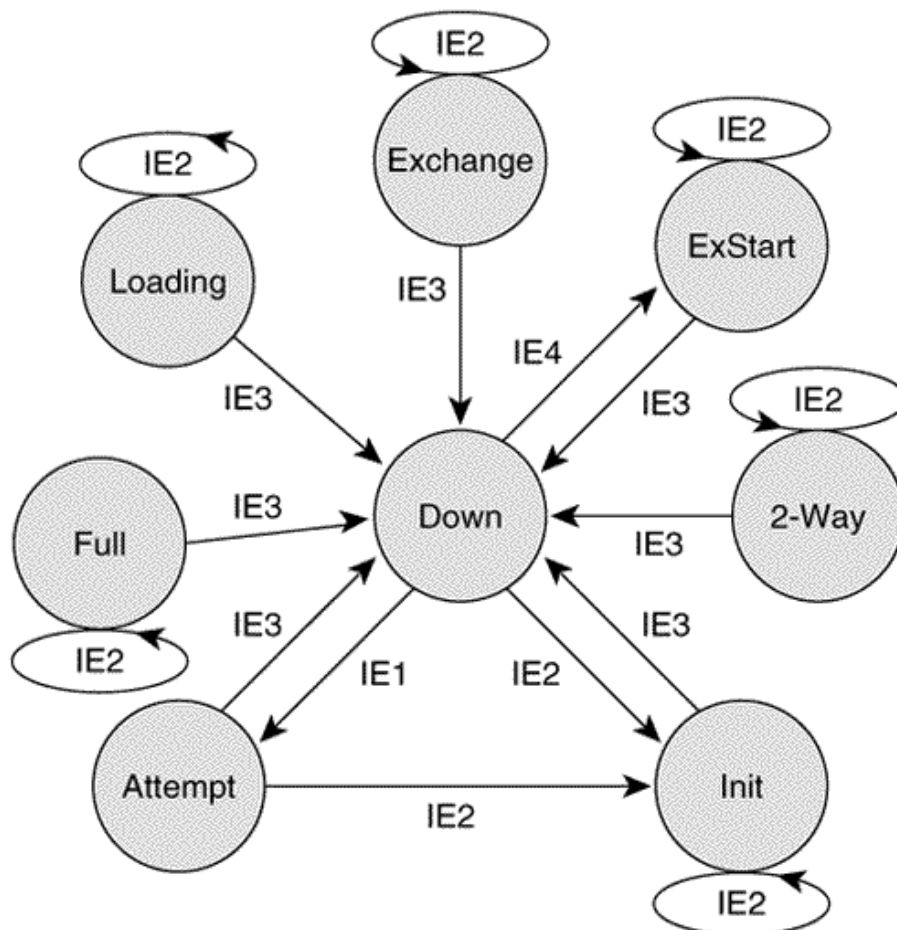 IE2
Exchange
IE2
ExStart
IE2
Loading
IE3
IE4
IE3
IE3
IE2
2-Way
IE3
Down
IE3
Full
IE2
IE3
IE1
IE2
IE3
Attempt
IE2
Init
IE2